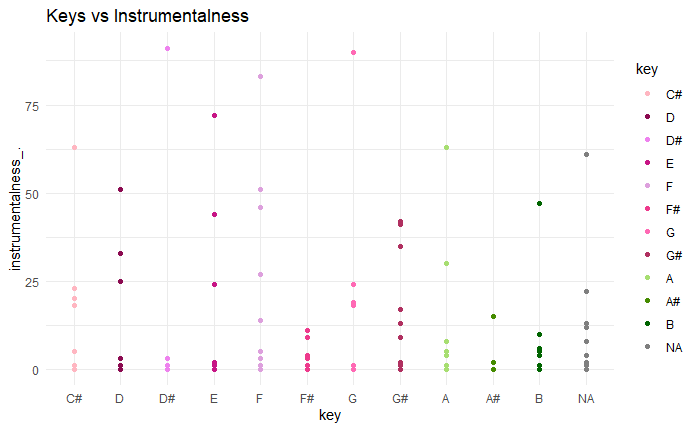 Keys vs Instrumentalness
instrumentalness_.
75
50
25
0
C# D D# E F F# G G# A A# B NA
key
key
C#
D
D#
E
F
F#
G
G#
A
A#
B
NA